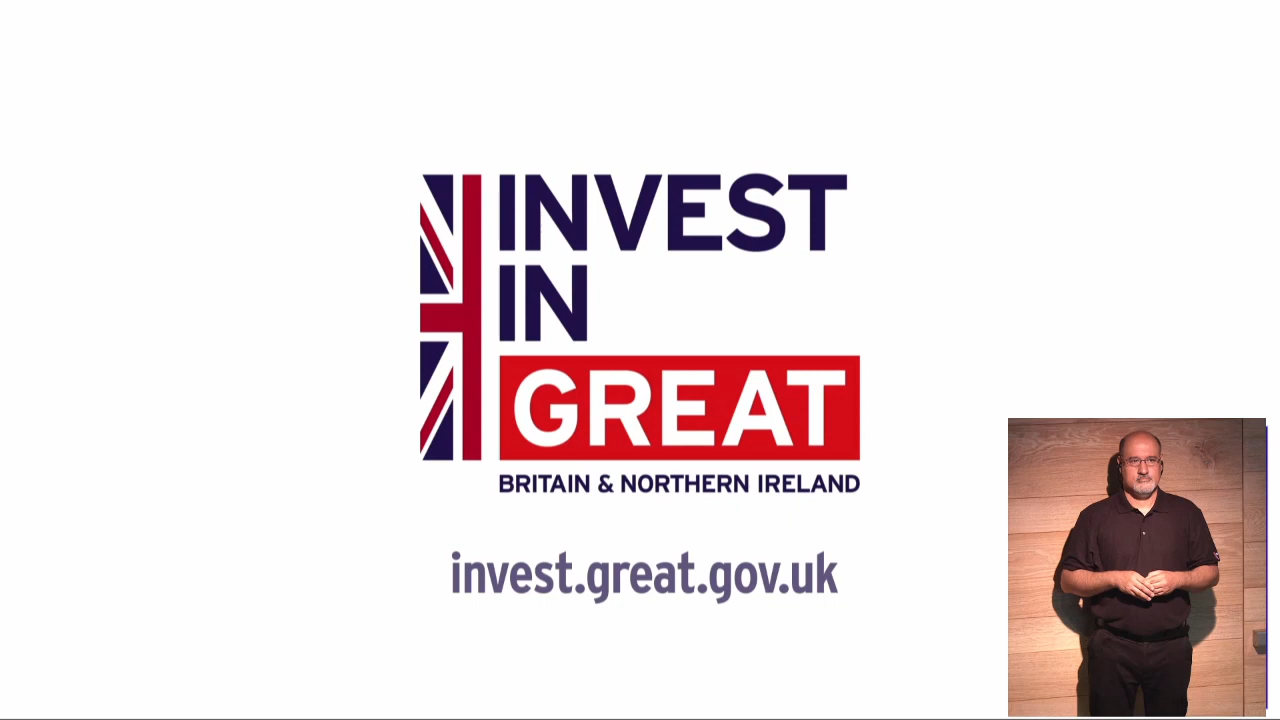 INVEST
IN
GREAT
BRITAIN & NORTHERN IRELAND
invest.great.gov.uk